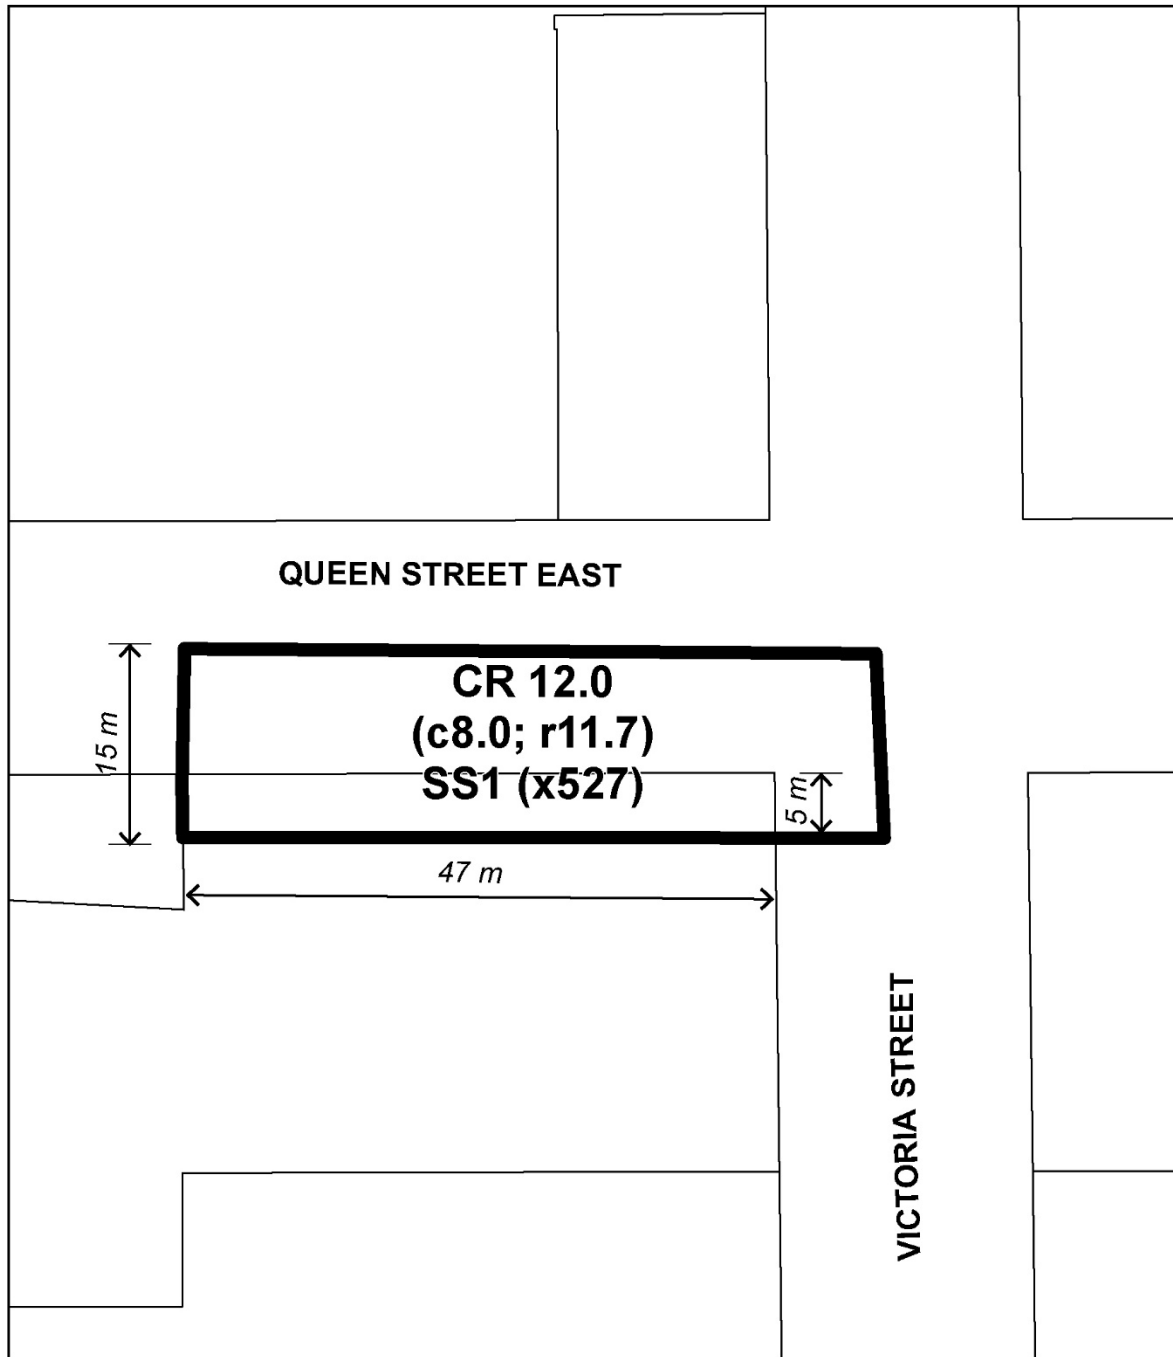 QUEEN STREET EAST
CR 12.0
(c8.0; r11.7)
SS1 (x527)
15 m
5 m
47 m
VICTORIA STREET